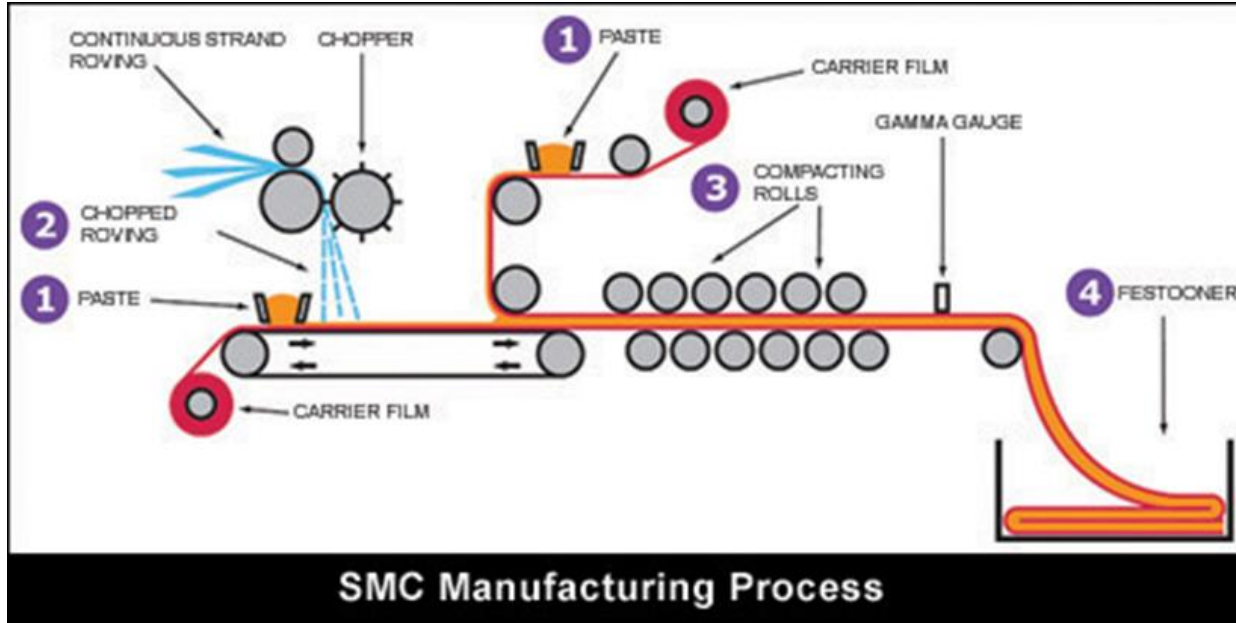 CONTINUOUS STRAND
ROVING
CHOPPER
1 PASTE
CARRIER FILM
GAMMA GAUGE
3 COMPACTING
ROLLS
2 CHOPPED
ROVING
1 PASTE
4 FESTOONER
CARRIER FILM
SMC Manufacturing Process